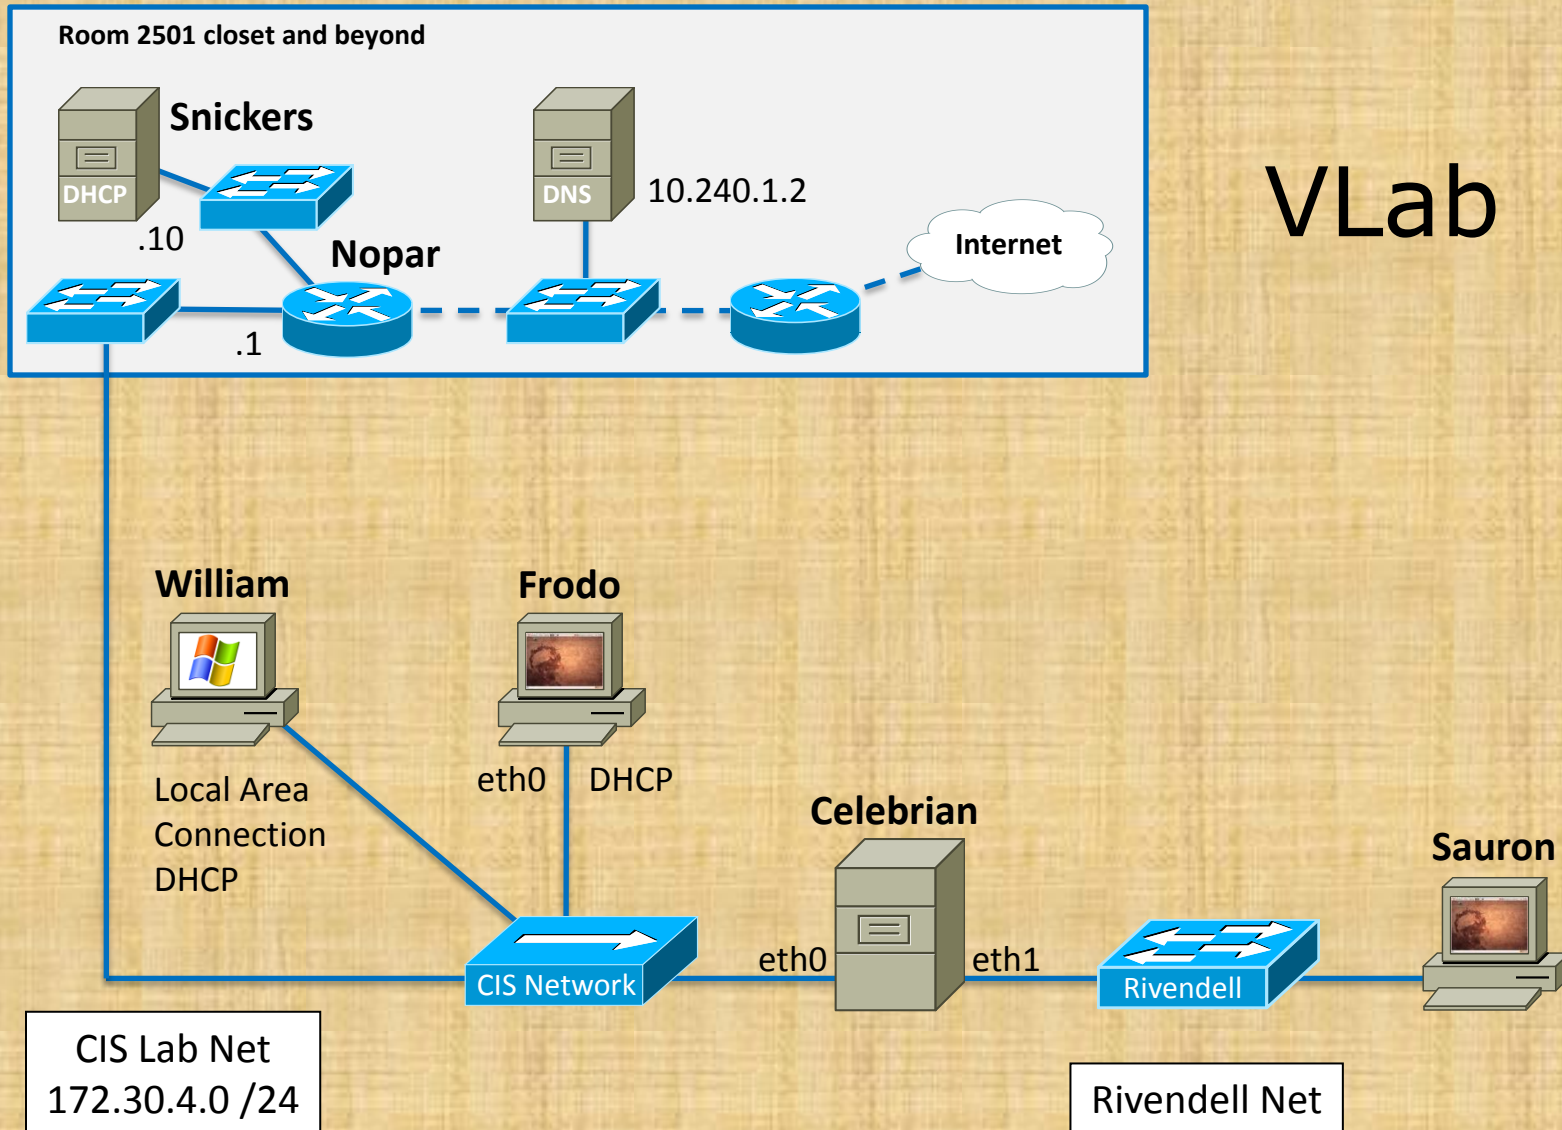 Room 2501 closet and beyond
Snickers
DHCP
.10
DNS
10.240.1.2
VLab
Internet
Nopar
.1
William
Frodo
Local Area
Connection
DHCP
eth0
DHCP
Celebrian
Sauron
CIS Network
eth0
eth1
Rivendell
CIS Lab Net
172.30.4.0 /24
Rivendell Net